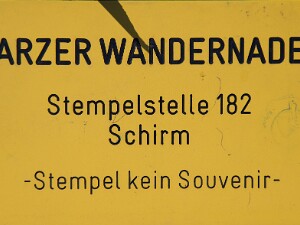 ARZER WANDERNADE
Stempelstelle 182
Schirm
-Stempel kein Souvenir-